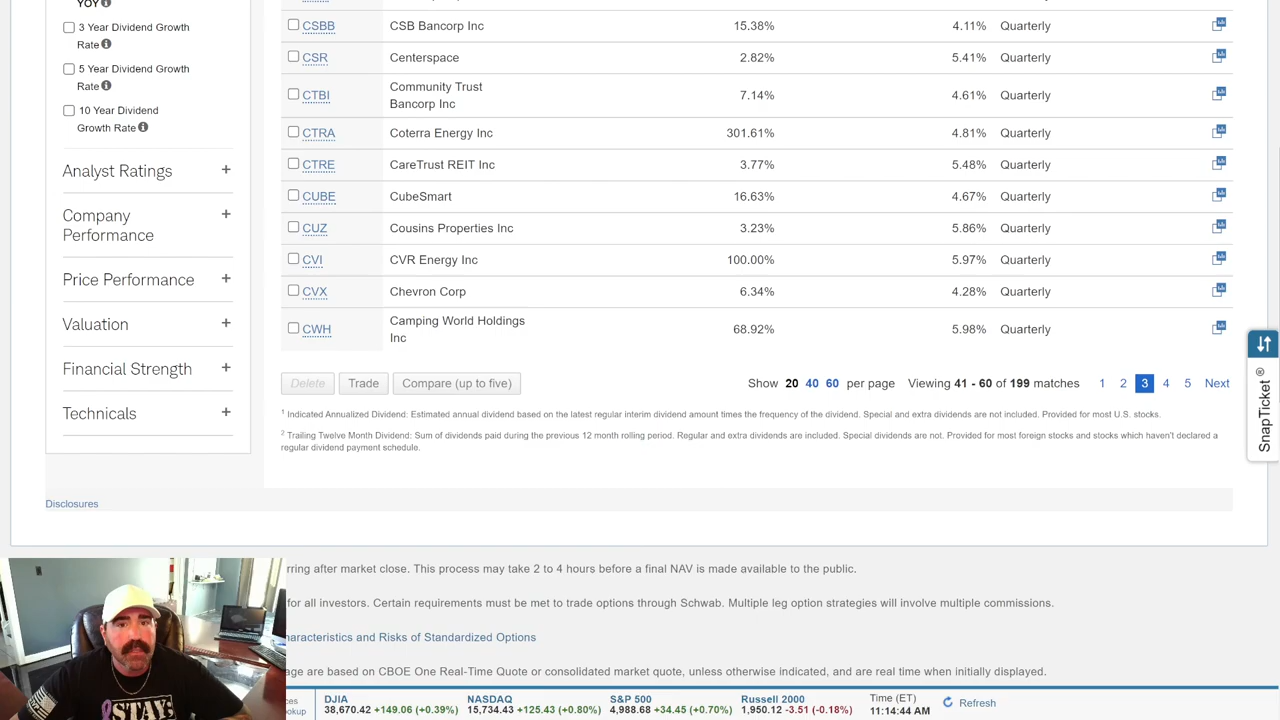 YOY
3 Year Dividend Growth
Rate
5 Year Dividend Growth
Rate
10 Year Dividend
Growth Rate
Analyst Ratings +
Company
Performance +
Price Performance +
Valuation +
Financial Strength +
Technicals +
CSBB CSB Bancorp Inc 15.38% 4.11% Quarterly
CSR Centerspace 2.82% 5.41% Quarterly
CTBI Community Trust
Bancorp Inc 7.14% 4.61% Quarterly
CTRA Coterra Energy Inc 301.61% 4.81% Quarterly
CTRE CareTrust REIT Inc 3.77% 5.48% Quarterly
CUBE CubeSmart 16.63% 4.67% Quarterly
CUZ Cousins Properties Inc 3.23% 5.86% Quarterly
CVI CVR Energy Inc 100.00% 5.97% Quarterly
CVX Chevron Corp 6.34% 4.28% Quarterly
CWH Camping World Holdings
Inc 68.92% 5.98% Quarterly
Delete Trade Compare (up to five) Show 20 40 60 per page Viewing 41 - 60 of 199 matches 1 2 3 4 5 Next
1 Indicated Annualized Dividend: Estimated annual dividend based on the latest regular interim dividend amount times the frequency of the dividend. Special and extra dividends are not included. Provided for most U.S. stocks.
2 Trailing Twelve Month Dividend: Sum of dividends paid during the previous 12 month rolling period. Regular and extra dividends are included. Special dividends are not. Provided for most foreign stocks and stocks which haven't declared a
regular dividend payment schedule.
SnapTicket®
Disclosures
rring after market close. This process may take 2 to 4 hours before a final NAV is made available to the public.
for all investors. Certain requirements must be met to trade options through Schwab. Multiple leg option strategies will involve multiple commissions.
haracteristics and Risks of Standardized Options
age are based on CBOE One Real-Time Quote or consolidated market quote, unless otherwise indicated, and are real time when initially displayed.
ces
ookup
DJIA
38,670.42 +149.06 (+0.39%)
NASDAQ
15,734.43 +125.43 (+0.80%)
S&P 500
4,988.68 +34.45 (+0.70%)
Russell 2000
1,950.12 -3.51 (-0.18%)
Time (ET)
11:14:44 AM
Refresh
STAY